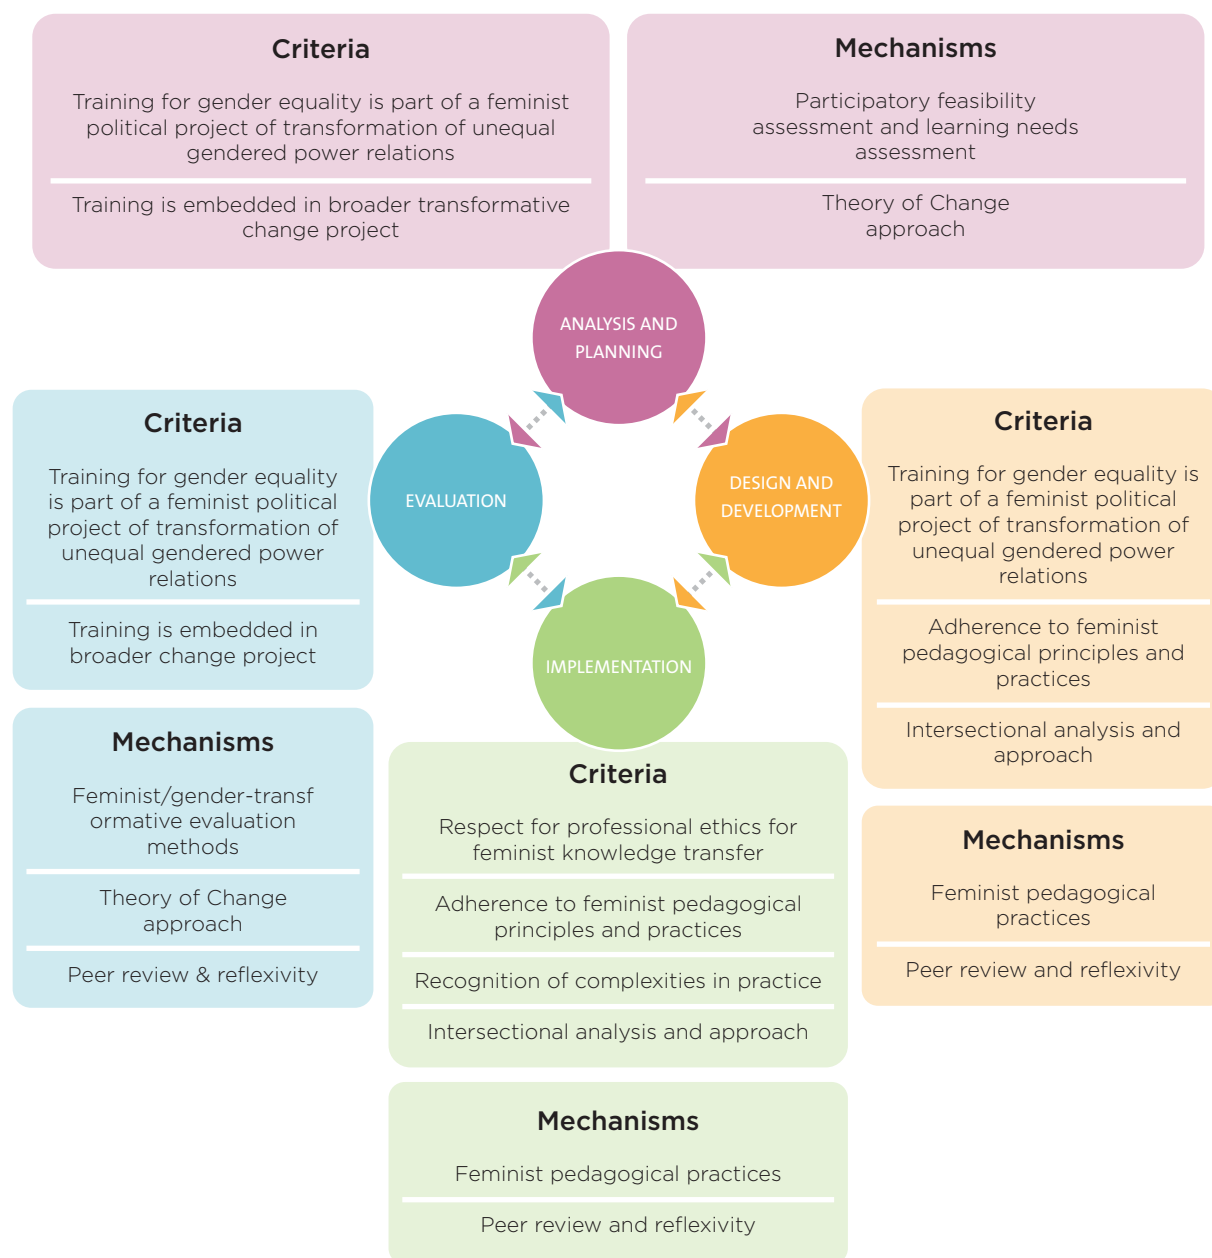 Criteria
Training for gender equality is part of a feminist
political project of transformation of unequal
gendered power relations
Training is embedded in broader transformative
change project
Mechanisms
Participatory feasibility
assessment and learning needs
assessment
Theory of Change
approach
ANALYSIS AND
PLANNING
EVALUATION
DESIGN AND
DEVELOPMENT
IMPLEMENTATION
Criteria
Training for gender equality
is part of a feminist political
project of transformation of
unequal gendered power
relations
Training is embedded in
broader change project
Mechanisms
Feminist/gender-transf
ormative evaluation
methods
Theory of Change
approach
Peer review & reflexivity
Criteria
Respect for professional ethics for
feminist knowledge transfer
Adherence to feminist pedagogical
principles and practices
Recognition of complexities in practice
Intersectional analysis and approach
Mechanisms
Feminist pedagogical practices
Peer review and reflexivity
Criteria
Training for gender equality is
part of a feminist political
project of transformation of
unequal gendered power
relations
Adherence to feminist
pedagogical principles and
practices
Intersectional analysis and
approach
Mechanisms
Feminist pedagogical
practices
Peer review and reflexivity